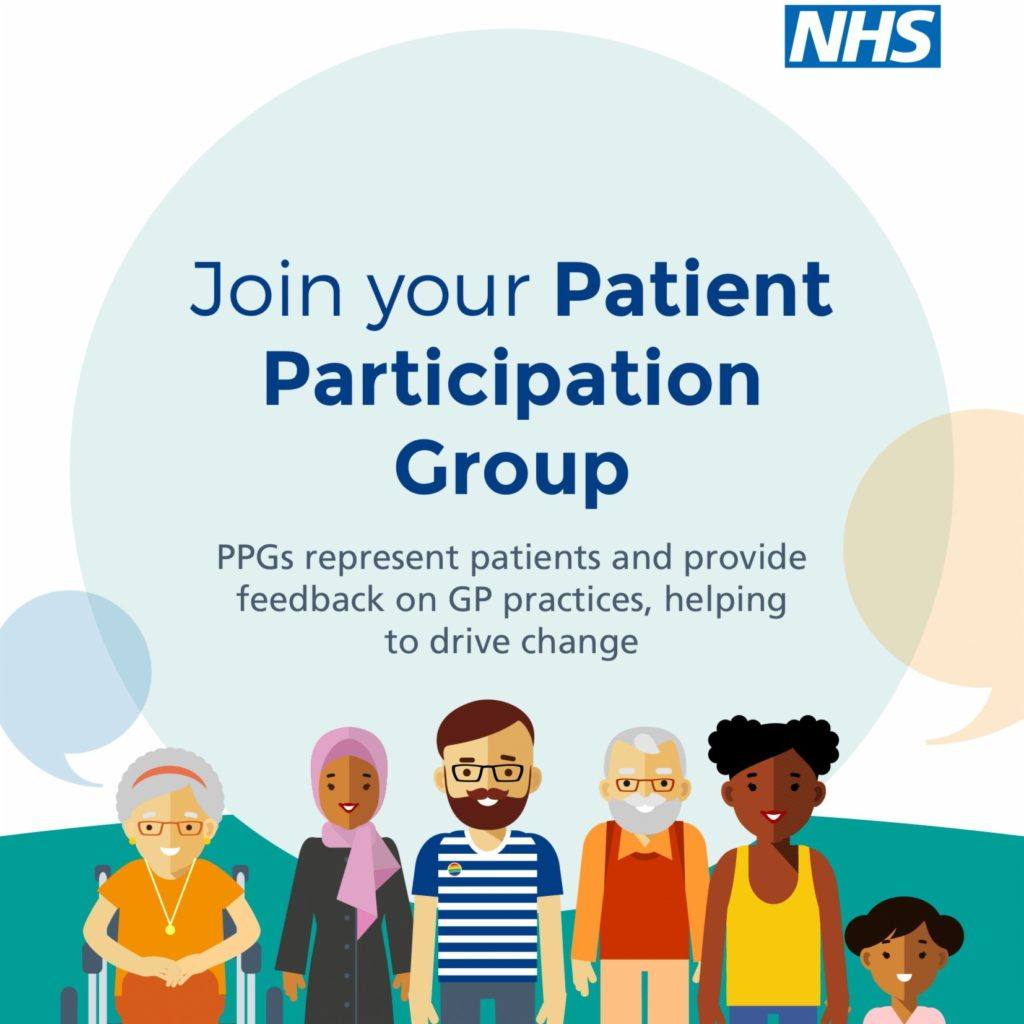 NHS
Join your Patient
Participation
Group
PPGs represent patients and provide
feedback on GP practices, helping
to drive change